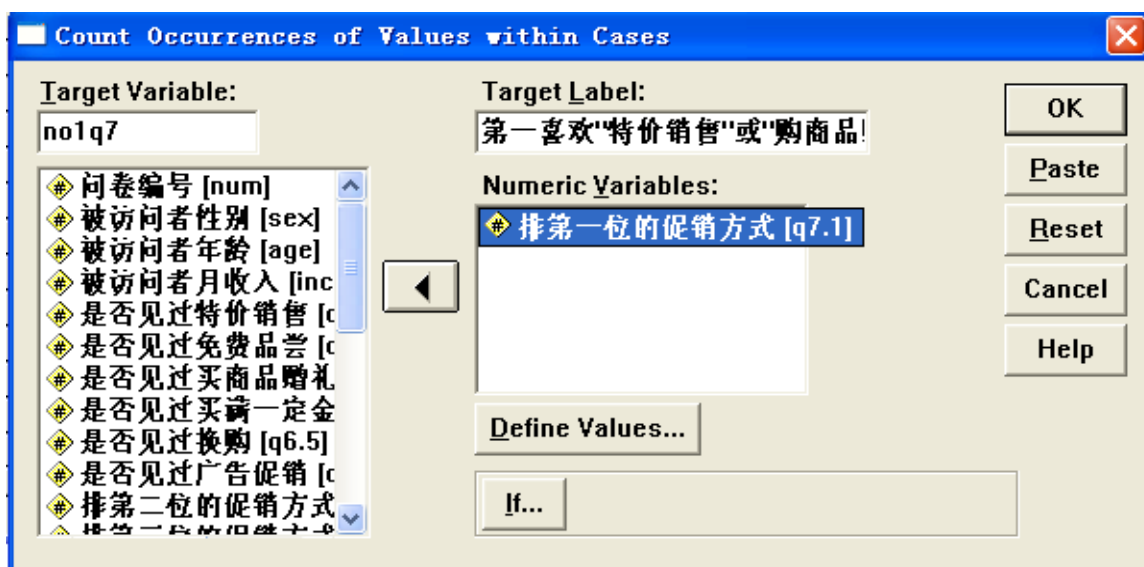 Count Occurrences of Values within Cases
Target Variable:
no1q7
Target Label:
第一喜欢"特价销售"或"购商品!
问卷编号 [num]
被访问者性别 [sex]
被访问者年龄 [age]
被访问者月收入 [inc
是否见过特价销售 [c
是否见过免费品尝 [c
是否见过买商品赠礼
是否见过买满一定金
是否见过换购 [q6.5]
是否见过广告促销 [c
排第二位的促销方式
Numeric Variables:
排第一位的促销方式 [q7.1]
Define Values...
If...
OK
Paste
Reset
Cancel
Help